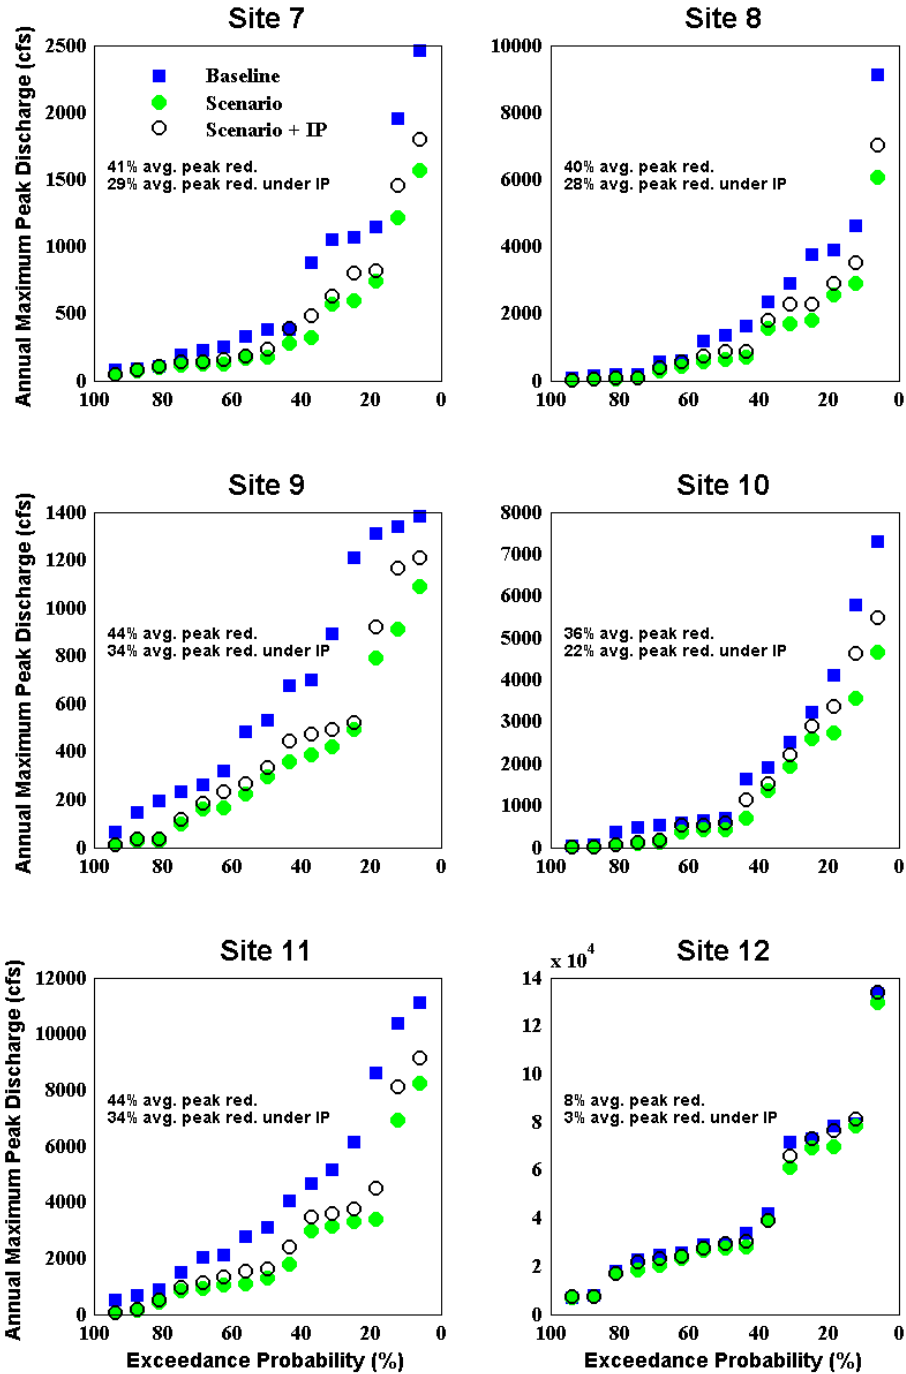 Site 7
Annual Maximum Peak Discharge (cfs)
2500
2000
1500
1000
500
0
100 80 60 40 20 0
Baseline
Scenario
Scenario + IP
41% avg. peak red.
29% avg. peak red. under IP
Site 8
10000
8000
6000
4000
2000
0
100 80 60 40 20 0
40% avg. peak red.
28% avg. peak red. under IP
Site 9
Annual Maximum Peak Discharge (cfs)
1400
1200
1000
800
600
400
200
0
100 80 60 40 20 0
44% avg. peak red.
34% avg. peak red. under IP
Site 10
8000
7000
6000
5000
4000
3000
2000
1000
0
100 80 60 40 20 0
36% avg. peak red.
22% avg. peak red. under IP
Site 11
Annual Maximum Peak Discharge (cfs)
12000
10000
8000
6000
4000
2000
0
100 80 60 40 20 0
Exceedance Probability (%)
44% avg. peak red.
34% avg. peak red. under IP
Site 12
x 10⁴
14
12
10
8
6
4
2
0
100 80 60 40 20 0
Exceedance Probability (%)
8% avg. peak red.
3% avg. peak red. under IP